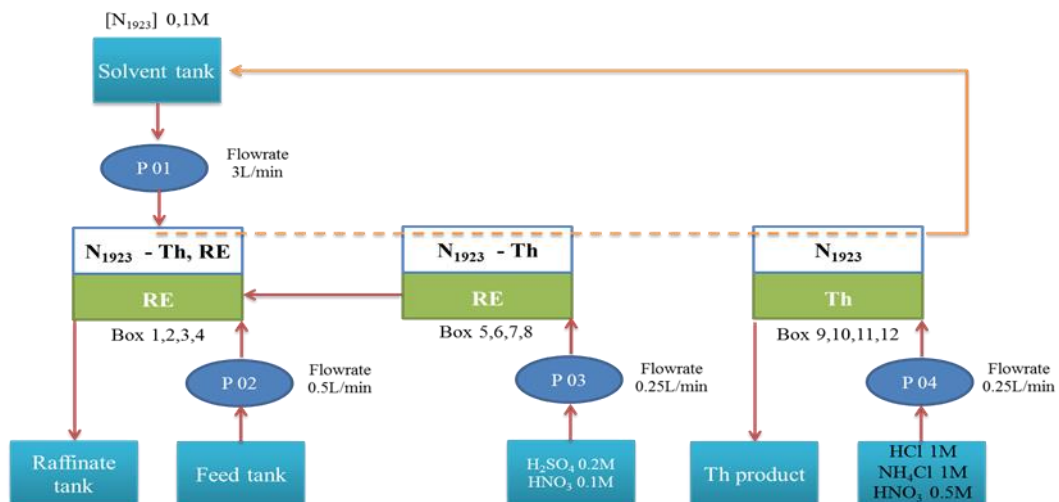 [N₁₉₂₃] 0,1M
Solvent tank
P 01
Flowrate
3L/min
N₁₉₂₃ - Th, RE
RE
Box 1,2,3,4
N₁₉₂₃ - Th
RE
Box 5,6,7,8
N₁₉₂₃
Th
Box 9,10,11,12
P 02
Flowrate
0.5L/min
P 03
Flowrate
0.25L/min
P 04
Flowrate
0.25L/min
Raffinate
tank
Feed tank
H₂SO₄ 0.2M
HNO₃ 0.1M
Th product
HCl 1M
NH₄Cl 1M
HNO₃ 0.5M